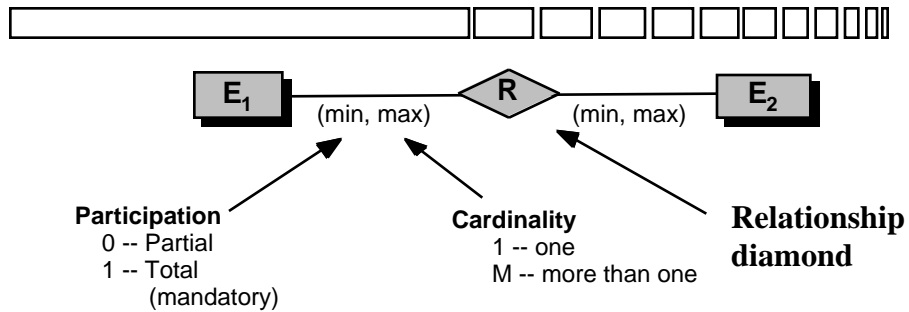 E₁
R
E₂
(min, max)
(min, max)
Participation
0 -- Partial
1 -- Total
(mandatory)
Cardinality
1 -- one
M -- more than one
Relationship
diamond